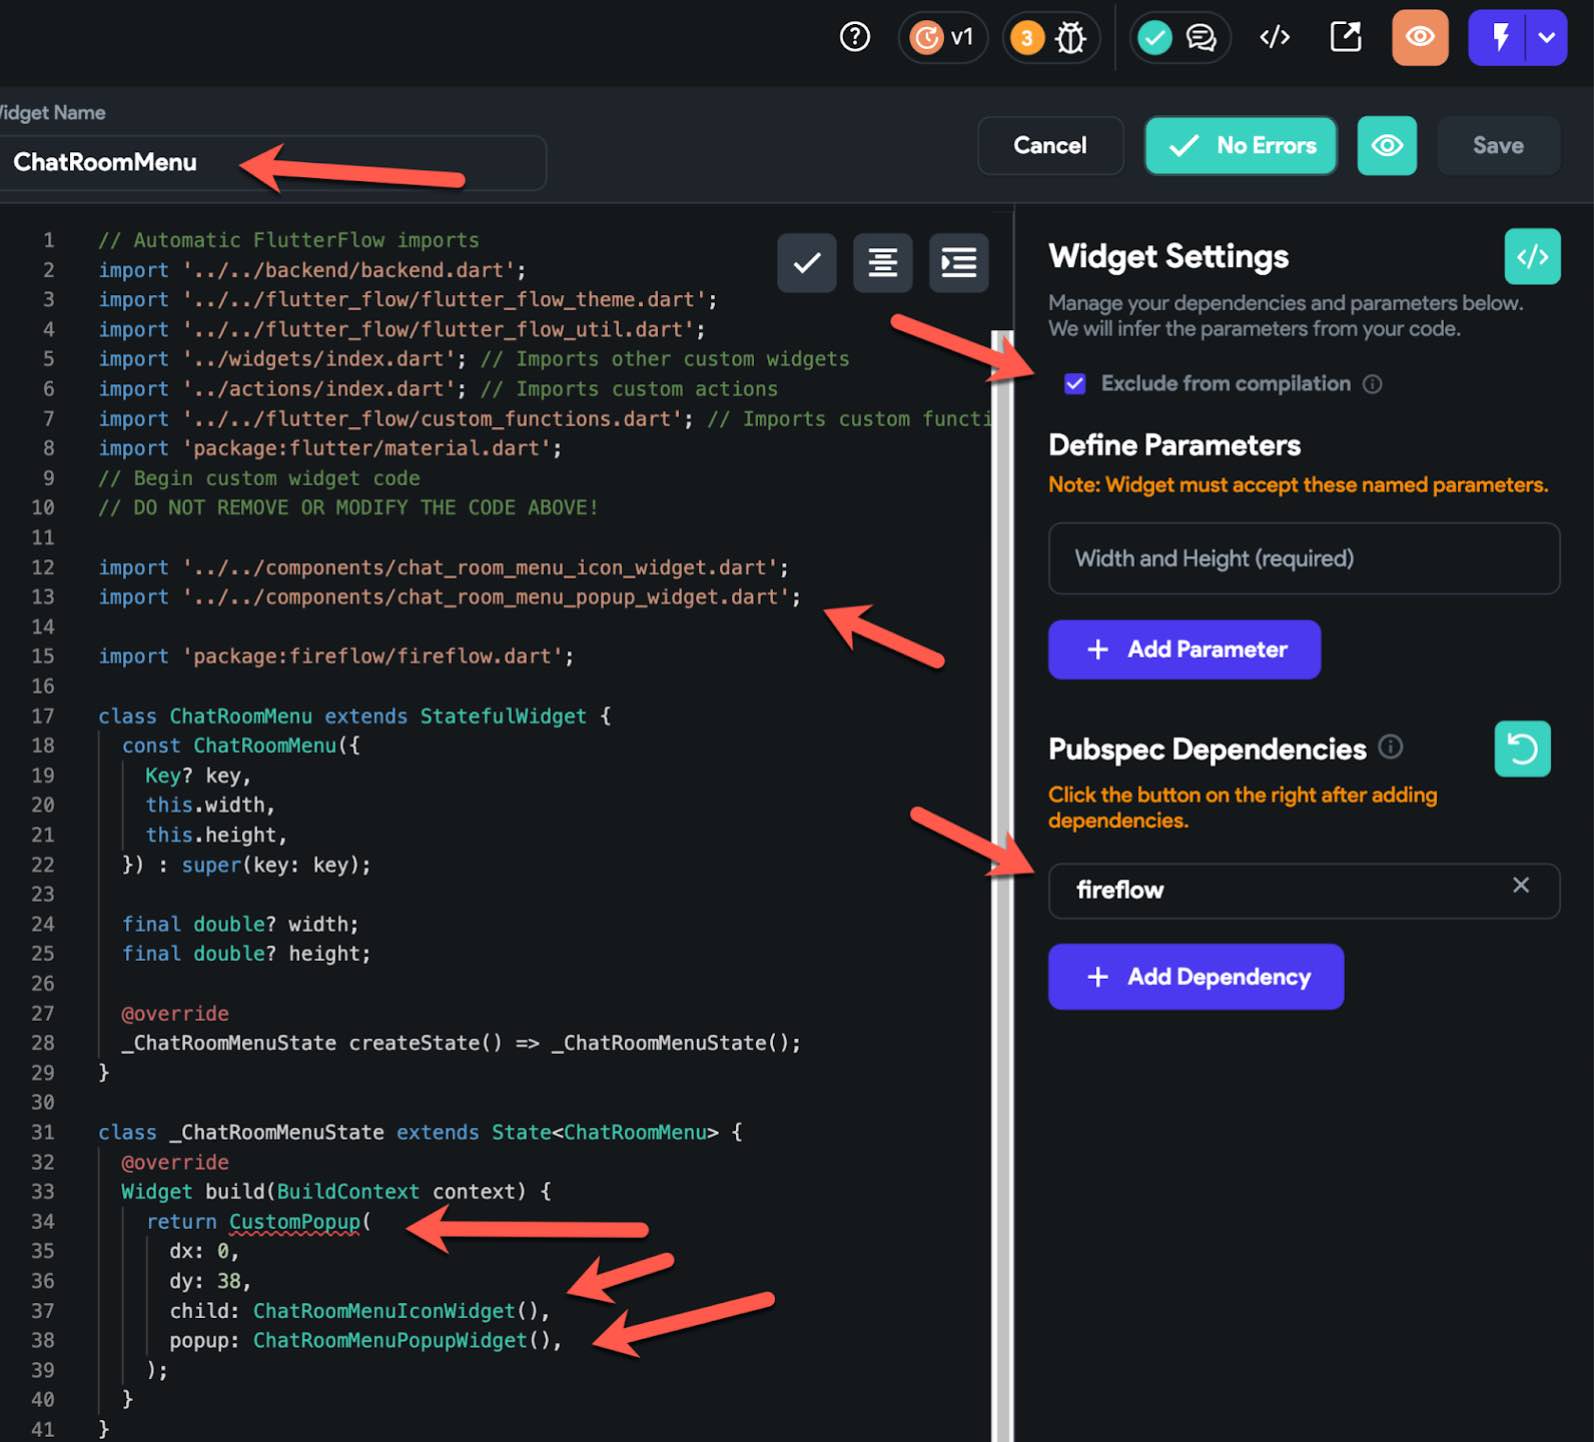 v1
3
</>
Widget Name
ChatRoomMenu
Cancel
No Errors
Save
1 // Automatic FlutterFlow imports
2 import '../../backend/backend.dart';
3 import '../../flutter_flow/flutter_flow_theme.dart';
4 import '../../flutter_flow/flutter_flow_util.dart';
5 import '../widgets/index.dart'; // Imports other custom widgets
6 import '../actions/index.dart'; // Imports custom actions
7 import '../../flutter_flow/custom_functions.dart'; // Imports custom functi
8 import 'package:flutter/material.dart';
9 // Begin custom widget code
10 // DO NOT REMOVE OR MODIFY THE CODE ABOVE!
11
12 import '../../components/chat_room_menu_icon_widget.dart';
13 import '../../components/chat_room_menu_popup_widget.dart';
14
15 import 'package:fireflow/fireflow.dart';
16
17 class ChatRoomMenu extends StatefulWidget {
18 const ChatRoomMenu({
19 Key? key,
20 this.width,
21 this.height,
22 }) : super(key: key);
23
24 final double? width;
25 final double? height;
26
27 @override
28 _ChatRoomMenuState createState() => _ChatRoomMenuState();
29 }
30
31 class _ChatRoomMenuState extends State<ChatRoomMenu> {
32 @override
33 Widget build(BuildContext context) {
34 return CustomPopup(
35 dx: 0,
36 dy: 38,
37 child: ChatRoomMenuIconWidget(),
38 popup: ChatRoomMenuPopupWidget(),
39 );
40 }
41 }
Widget Settings
</>
Manage your dependencies and parameters below.
We will infer the parameters from your code.
Exclude from compilation
Define Parameters
Note: Widget must accept these named parameters.
Width and Height (required)
+ Add Parameter
Pubspec Dependencies
Click the button on the right after adding
dependencies.
fireflow
+ Add Dependency